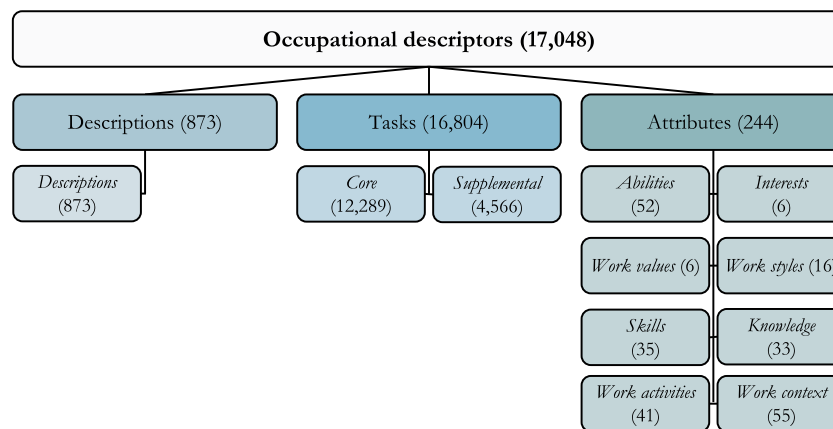 Occupational descriptors (17,048)
Descriptions (873)
Tasks (16,804)
Attributes (244)
Descriptions
(873)
Core
(12,289)
Supplemental
(4,566)
Abilities
(52)
Interests
(6)
Work values (6)
Work styles (16)
Skills
(35)
Knowledge
(33)
Work activities
(41)
Work context
(55)